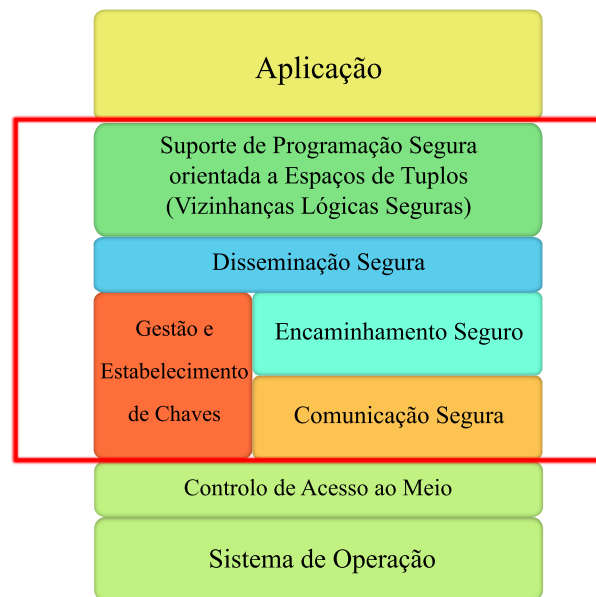 Aplicação
Suporte de Programação Segura
orientada a Espaços de Tuplos
(Vizinhanças Lógicas Seguras)
Disseminação Segura
Gestão e
Estabelecimento
de Chaves
Encaminhamento Seguro
Comunicação Segura
Controlo de Acesso ao Meio
Sistema de Operação